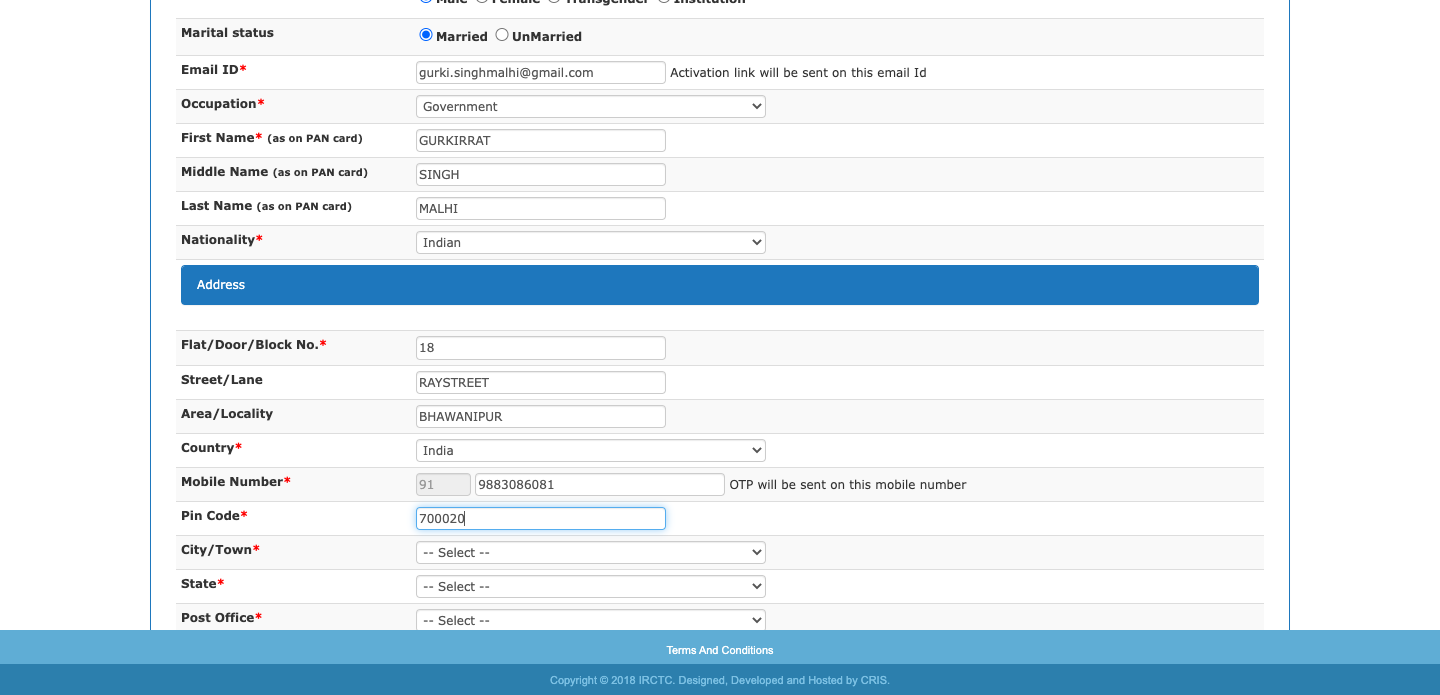 Male Female Transgender Institution
Marital status Married UnMarried
Email ID* gurki.singhmalhi@gmail.com Activation link will be sent on this email Id
Occupation* Government
First Name* (as on PAN card) GURKIRRAT
Middle Name (as on PAN card) SINGH
Last Name (as on PAN card) MALHI
Nationality* Indian
Address
Flat/Door/Block No.* 18
Street/Lane RAYSTREET
Area/Locality BHAWANIPUR
Country* India
Mobile Number* 91 9883086081 OTP will be sent on this mobile number
Pin Code* 700020
City/Town* -- Select --
State* -- Select --
Post Office* -- Select --
Terms And Conditions
Copyright © 2018 IRCTC. Designed, Developed and Hosted by CRIS.